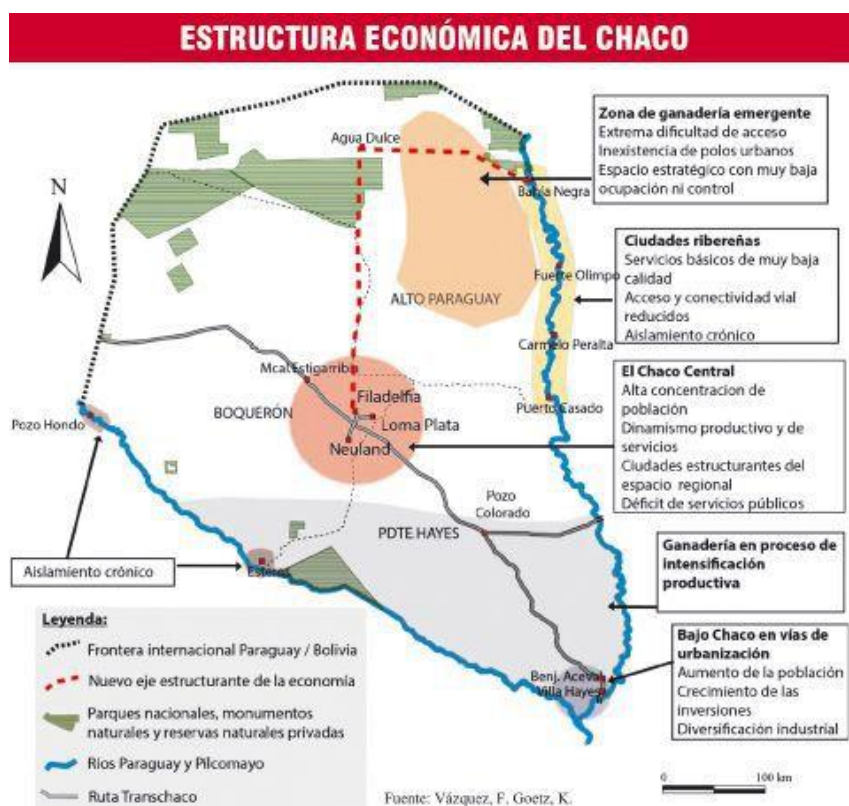 ESTRUCTURA ECONÓMICA DEL CHACO
Zona de ganadería emergente
Extrema dificultad de acceso
Inexistencia de polos urbanos
Espacio estratégico con muy baja
ocupación ni control
Agua Dulce
N
Bahía Negra
Ciudades ribereñas
Servicios básicos de muy baja
calidad
Acceso y conectividad vial
reducidos
Aislamiento crónico
Fuerte Olimpo
ALTO PARAGUAY
Carmelo Peralta
El Chaco Central
Alta concentracion de
población
Dinamismo productivo y de
servicios
Ciudades estructurantes del
espacio regional
Déficit de servicios públicos
Mcal.Estigarribia
Filadelfia
BOQUERÓN
Loma Plata
Puerto Casado
Pozo Hondo
Neuland
Pozo
Colorado
PDTE HAYES
Ganadería en proceso de
intensificación
productiva
Aislamiento crónico
Esteros
Bajo Chaco en vías de
urbanización
Aumento de la población
Crecimiento de las
inversiones
Diversificación industrial
Benj. Aceval
Villa Hayes
Leyenda:
Frontera internacional Paraguay / Bolivia
Nuevo eje estructurante de la economía
Parques nacionales, monumentos
naturales y reservas naturales privadas
Ríos Paraguay y Pilcomayo
Ruta Transchaco
0 100 km
Fuente: Vázquez, F. Goetz, K.